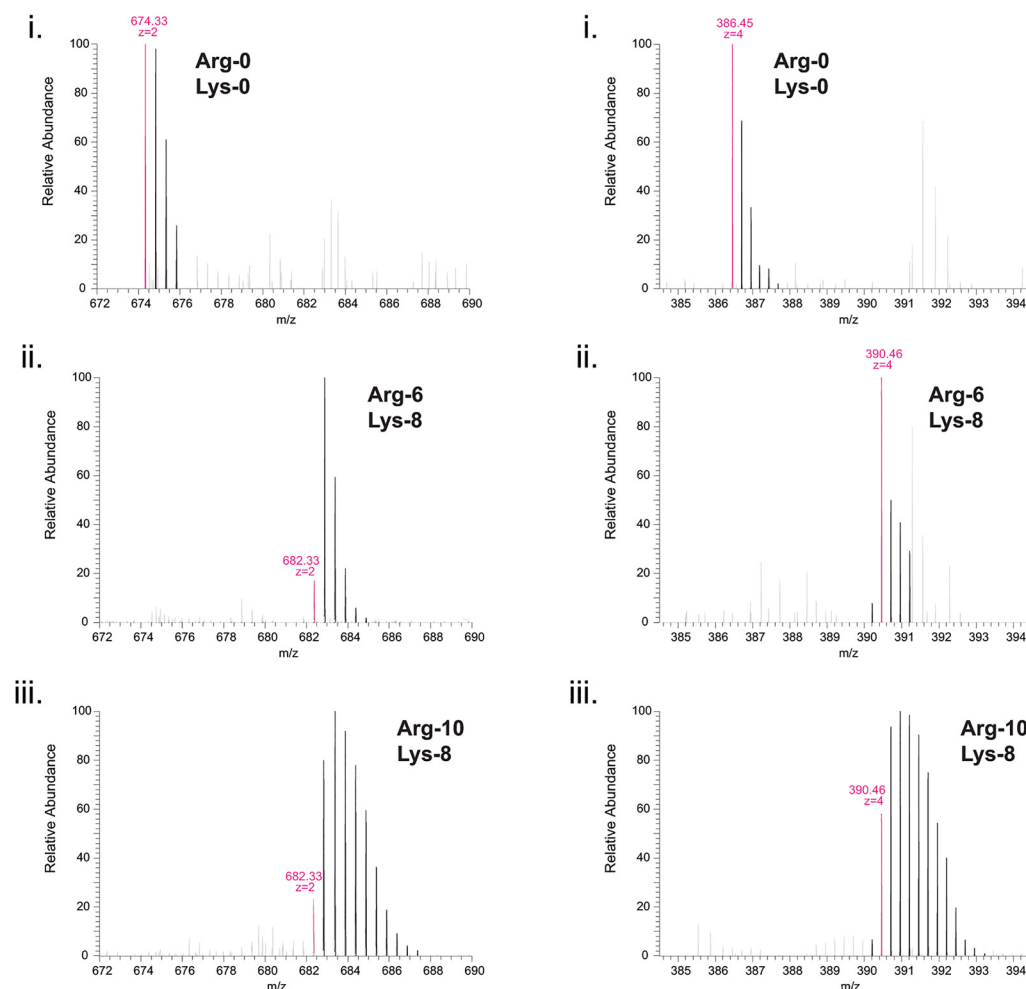 i.
674.33
z=2
Arg-0
Lys-0
Relative Abundance
100
80
60
40
20
0
672 674 676 678 680 682 684 686 688 690
m/z
i.
386.45
z=4
Arg-0
Lys-0
Relative Abundance
100
80
60
40
20
0
385 386 387 388 389 390 391 392 393 394
m/z
ii.
Arg-6
Lys-8
682.33
z=2
Relative Abundance
100
80
60
40
20
0
672 674 676 678 680 682 684 686 688 690
m/z
ii.
390.46
z=4
Arg-6
Lys-8
Relative Abundance
100
80
60
40
20
0
385 386 387 388 389 390 391 392 393 394
m/z
iii.
Arg-10
Lys-8
682.33
z=2
Relative Abundance
100
80
60
40
20
0
672 674 676 678 680 682 684 686 688 690
m/z
iii.
Arg-10
Lys-8
390.46
z=4
Relative Abundance
100
80
60
40
20
0
385 386 387 388 389 390 391 392 393 394
m/z